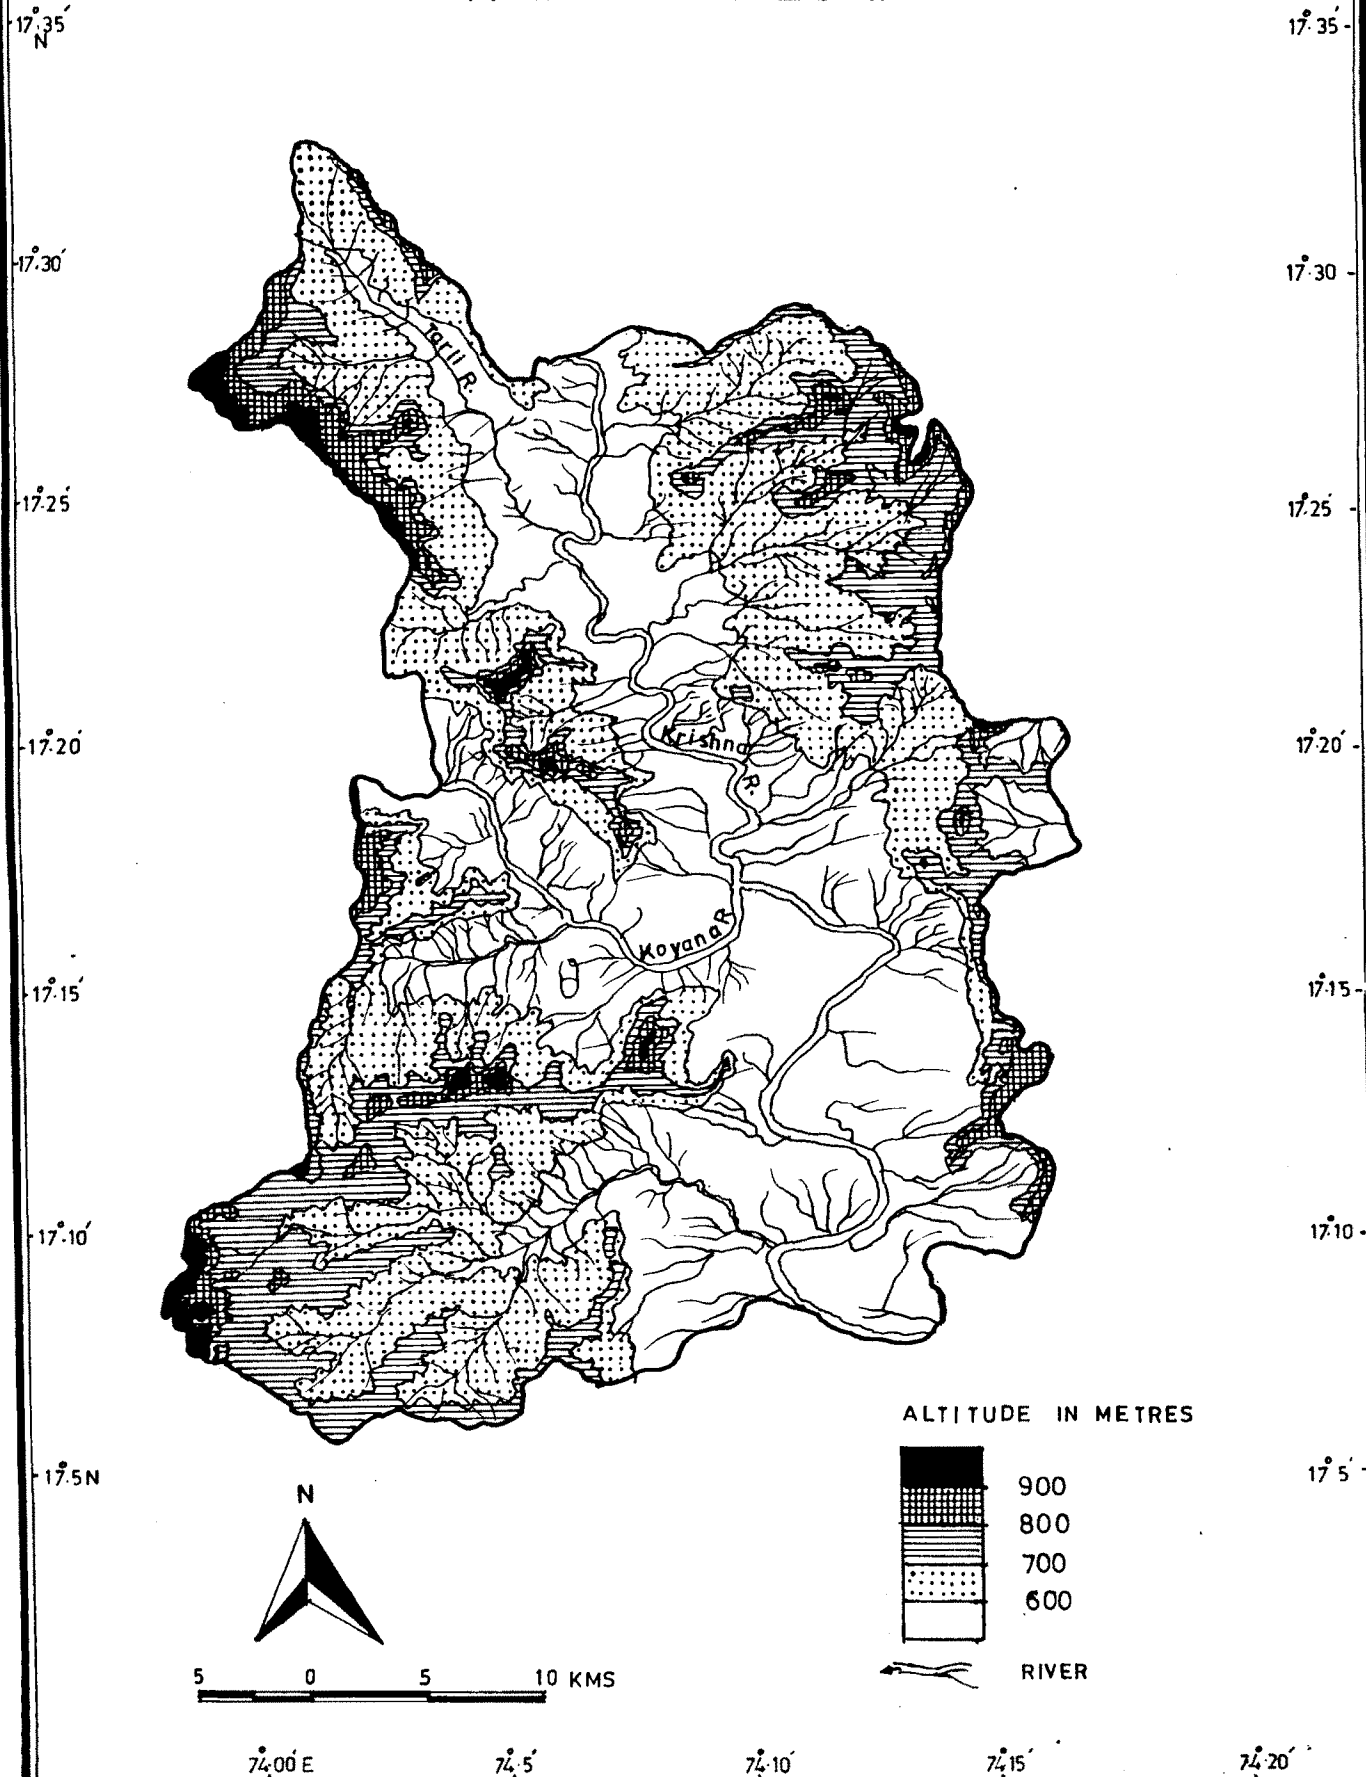 17°35′ 17°35
N
17°30′ 17°30
17°25 17°25′
17°20′ 17°20′
17°15′ 17°15
17°10′ 17°10
17°5N 17°5′
Tarli R.
Krishna R.
Koyana R
ALTITUDE IN METRES
900
800
700
600
RIVER
N
5 0 5 10 KMS
74°00′E 74°5′ 74°10′ 74°15′ 74°20′